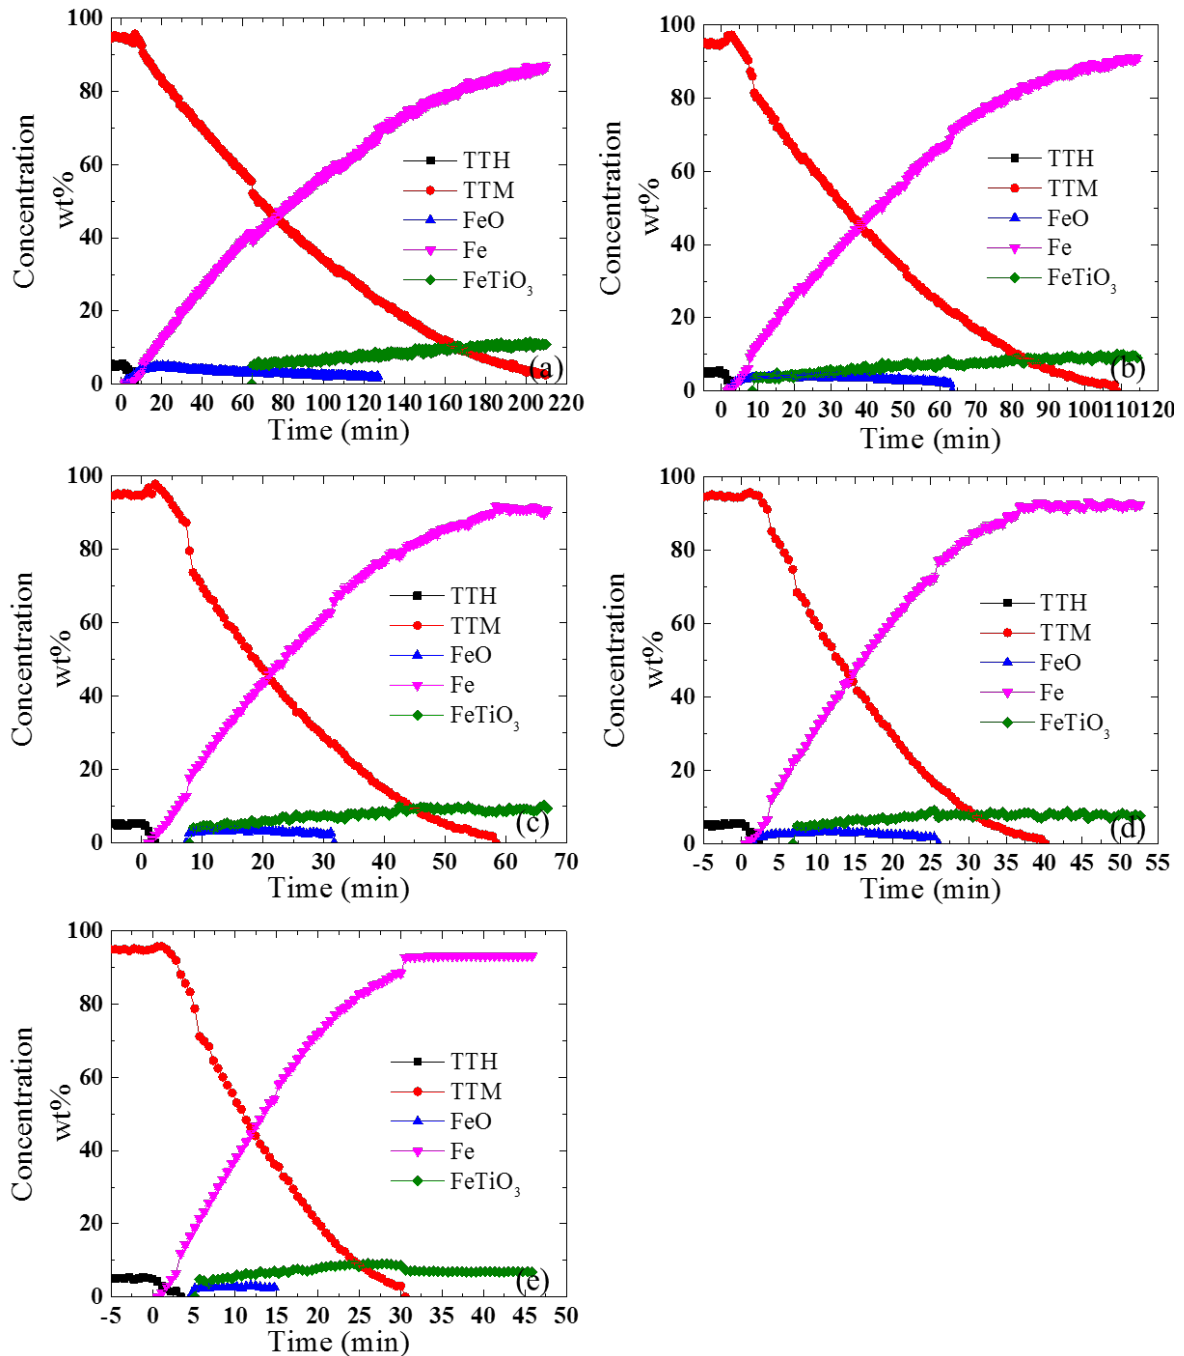 100
80
60
40
20
0
Concentration
wt%
TTH
TTM
FeO
Fe
FeTiO₃
(a)
0 20 40 60 80 100 120 140 160 180 200 220
Time (min)
100
80
60
40
20
0
Concentration
wt%
TTH
TTM
FeO
Fe
FeTiO₃
(b)
0 10 20 30 40 50 60 70 80 90 100 110 120
Time (min)
100
80
60
40
20
0
Concentration
wt%
TTH
TTM
FeO
Fe
FeTiO₃
(c)
0 10 20 30 40 50 60 70
Time (min)
100
80
60
40
20
0
Concentration
wt%
TTH
TTM
FeO
Fe
FeTiO₃
(d)
-5 0 5 10 15 20 25 30 35 40 45 50 55
Time (min)
100
80
60
40
20
0
Concentration
wt%
TTH
TTM
FeO
Fe
FeTiO₃
(e)
-5 0 5 10 15 20 25 30 35 40 45 50
Time (min)